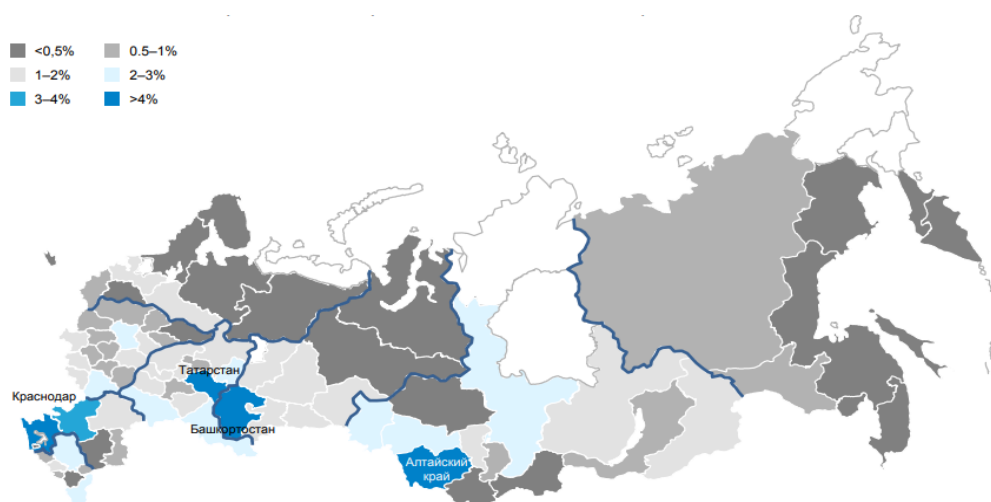 <0,5%
0.5–1%
1–2%
2–3%
3–4%
>4%
Татарстан
Краснодар
Башкортостан
Алтайский
край